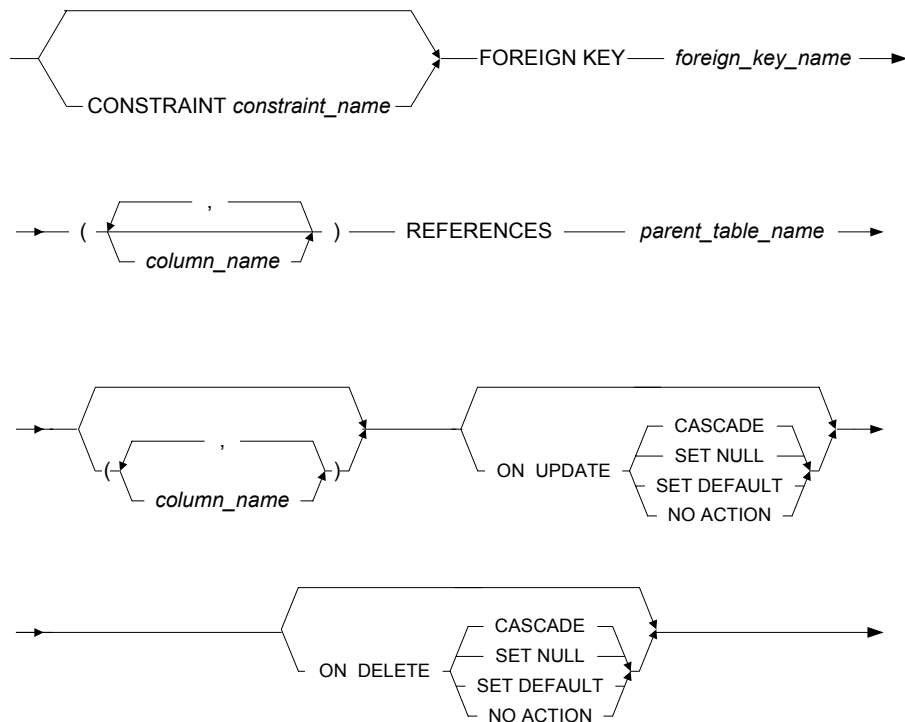 FOREIGN KEY foreign_key_name
CONSTRAINT constraint_name
,
( ) REFERENCES parent_table_name
column_name
,
( )
column_name
CASCADE
SET NULL
ON UPDATE
SET DEFAULT
NO ACTION
CASCADE
SET NULL
ON DELETE
SET DEFAULT
NO ACTION